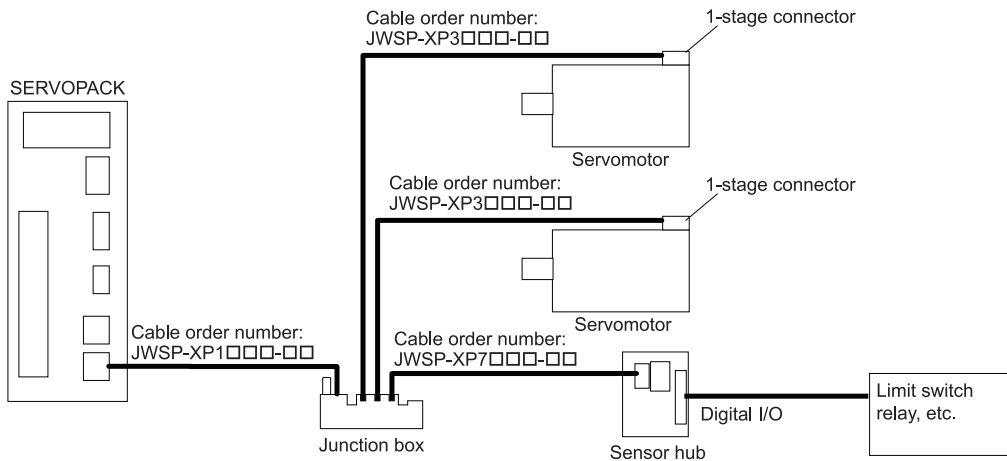 Cable order number:
JWSP-XP3□□□-□□
1-stage connector
SERVOPACK
Servomotor
Cable order number:
JWSP-XP3□□□-□□
1-stage connector
Servomotor
Cable order number:
JWSP-XP1□□□-□□
Cable order number:
JWSP-XP7□□□-□□
Junction box
Sensor hub
Digital I/O
Limit switch
relay, etc.